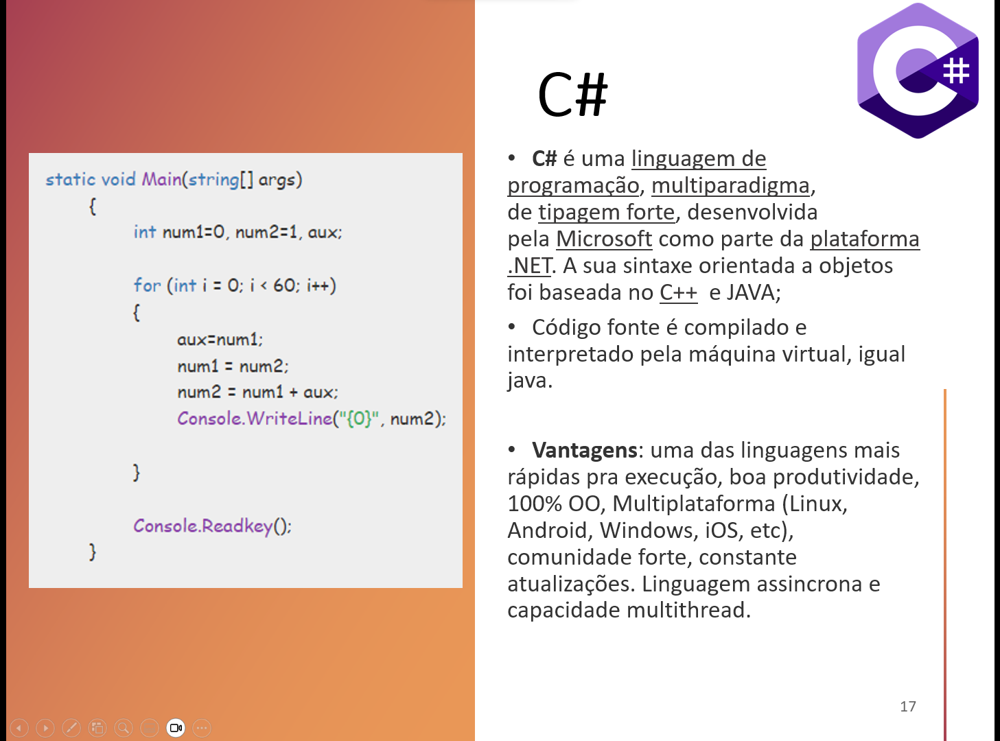 static void Main(string[] args)
{
int num1=0, num2=1, aux;
for (int i = 0; i < 60; i++)
{
aux=num1;
num1 = num2;
num2 = num1 + aux;
Console.WriteLine("{0}", num2);
}
Console.Readkey();
}
C#
C#
• C# é uma linguagem de
programação, multiparadigma,
de tipagem forte, desenvolvida
pela Microsoft como parte da plataforma
.NET. A sua sintaxe orientada a objetos
foi baseada no C++ e JAVA;
• Código fonte é compilado e
interpretado pela máquina virtual, igual
java.
• Vantagens: uma das linguagens mais
rápidas pra execução, boa produtividade,
100% OO, Multiplataforma (Linux,
Android, Windows, iOS, etc),
comunidade forte, constante
atualizações. Linguagem assincrona e
capacidade multithread.
17